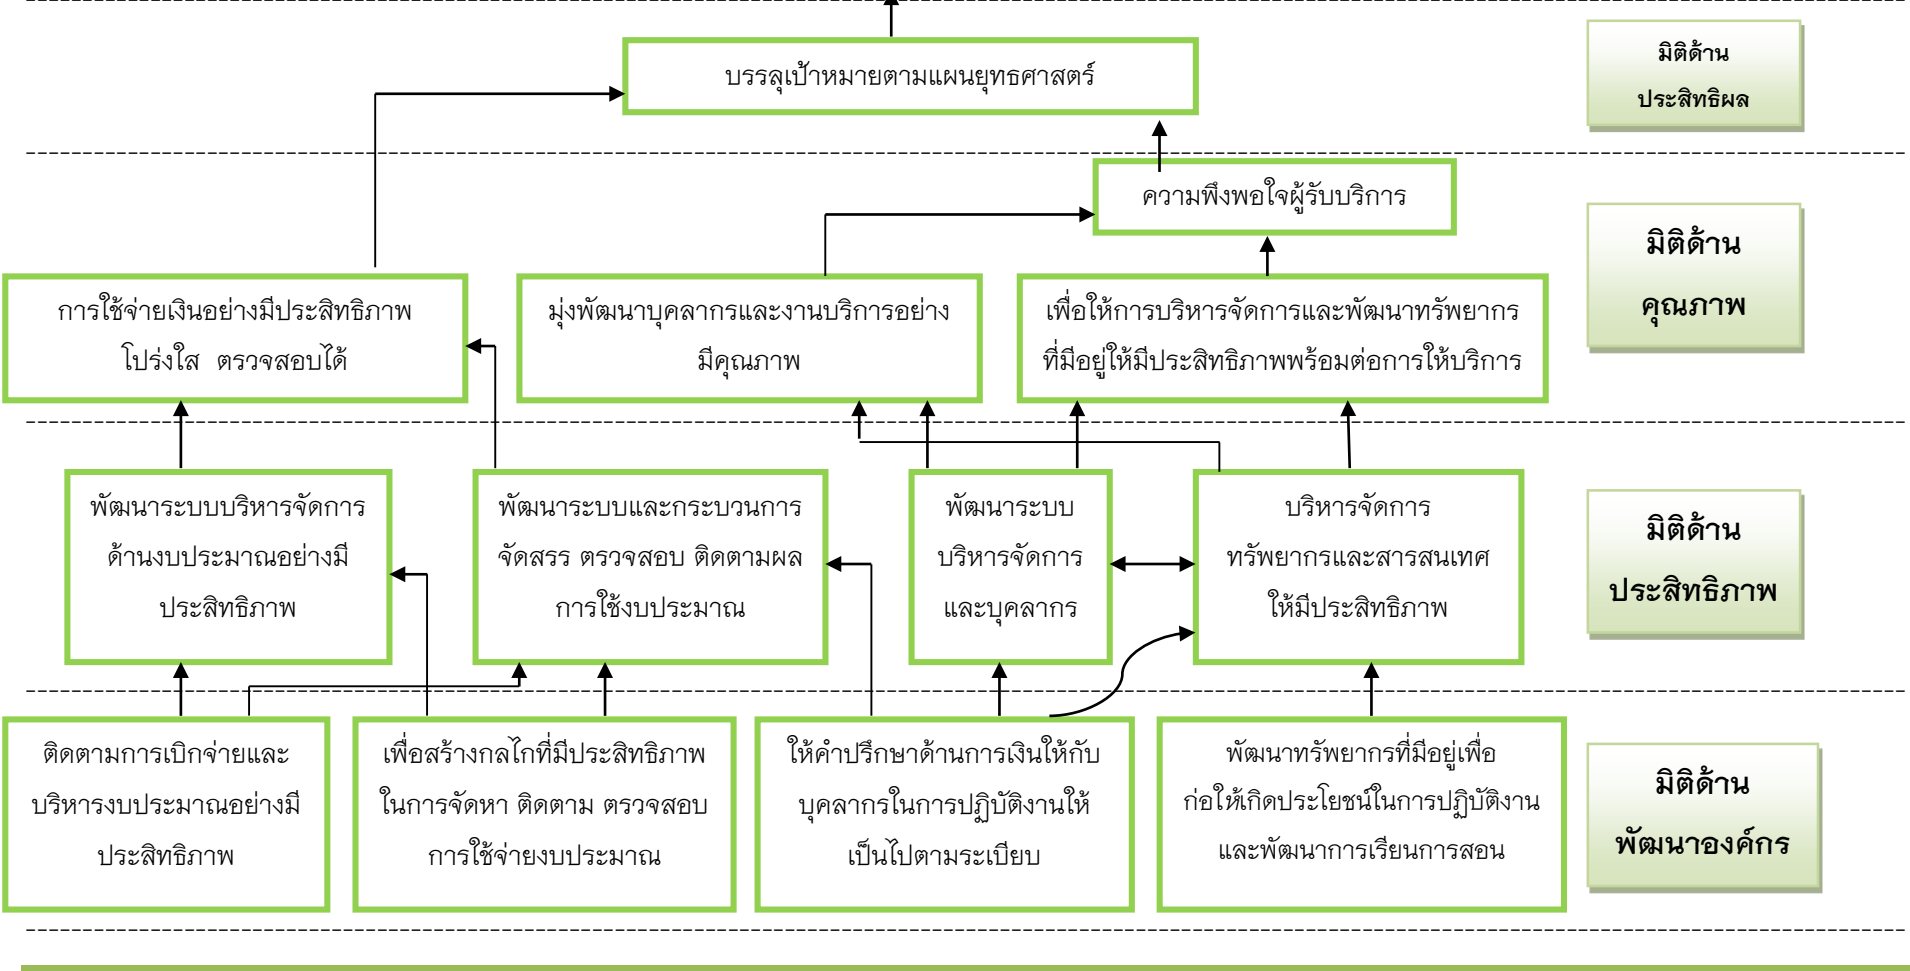 บรรลุเป้าหมายตามแผนยุทธศาสตร์
มิติด้าน
ประสิทธิผล
ความพึงพอใจผู้รับบริการ
การใช้จ่ายเงินอย่างมีประสิทธิภาพ
โปร่งใส ตรวจสอบได้
มุ่งพัฒนาบุคลากรและงานบริการอย่าง
มีคุณภาพ
เพื่อให้การบริหารจัดการและพัฒนาทรัพยากร
ที่มีอยู่ให้มีประสิทธิภาพพร้อมต่อการให้บริการ
มิติด้าน
คุณภาพ
พัฒนาระบบบริหารจัดการ
ด้านงบประมาณอย่างมี
ประสิทธิภาพ
พัฒนาระบบและกระบวนการ
จัดสรร ตรวจสอบ ติดตามผล
การใช้งบประมาณ
พัฒนาระบบ
บริหารจัดการ
และบุคลากร
บริหารจัดการ
ทรัพยากรและสารสนเทศ
ให้มีประสิทธิภาพ
มิติด้าน
ประสิทธิภาพ
ติดตามการเบิกจ่ายและ
บริหารงบประมาณอย่างมี
ประสิทธิภาพ
เพื่อสร้างกลไกที่มีประสิทธิภาพ
ในการจัดหา ติดตาม ตรวจสอบ
การใช้จ่ายงบประมาณ
ให้คำปรึกษาด้านการเงินให้กับ
บุคลากรในการปฏิบัติงานให้
เป็นไปตามระเบียบ
พัฒนาทรัพยากรที่มีอยู่เพื่อ
ก่อให้เกิดประโยชน์ในการปฏิบัติงาน
และพัฒนาการเรียนการสอน
มิติด้าน
พัฒนาองค์กร